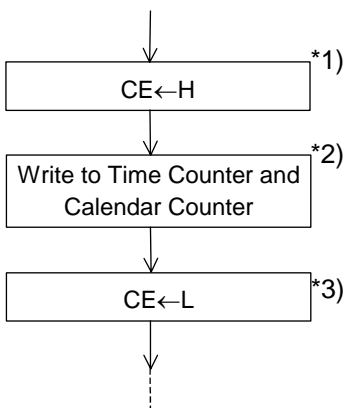 *1)
CE←H
*2)
Write to Time Counter and
Calendar Counter
*3)
CE←L